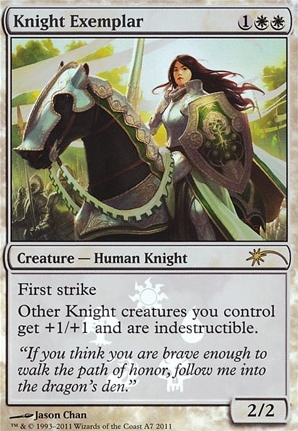 Knight Exemplar 1
Creature — Human Knight
First strike
Other Knight creatures you control
get +1/+1 and are indestructible.
“If you think you are brave enough to
walk the path of honor, follow me into
the dragon’s den.”
Jason Chan
™ & © 1993–2011 Wizards of the Coast A7 2011
2/2